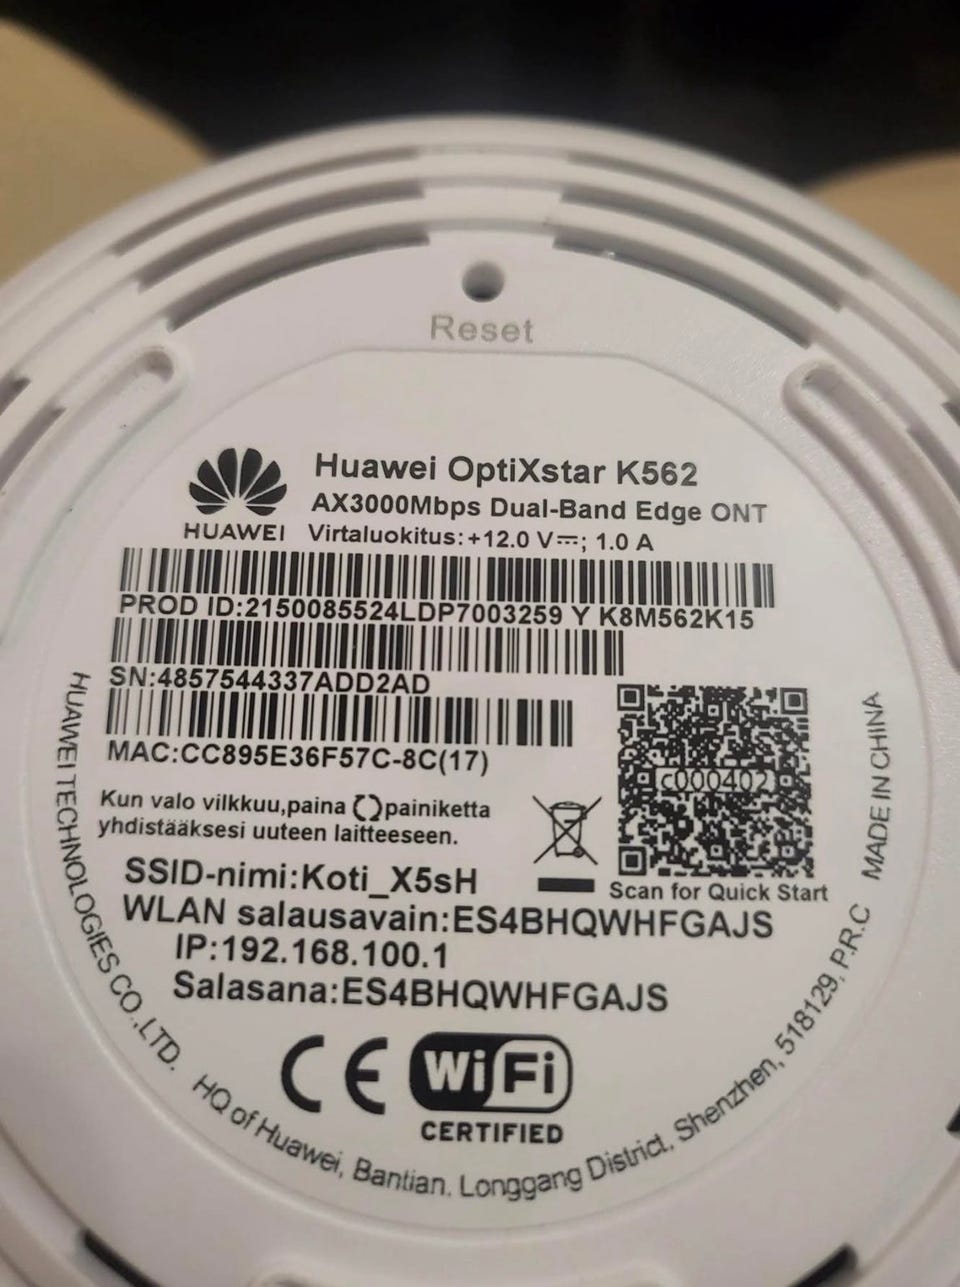 Reset
HUAWEI
Huawei OptiXstar K562
AX3000Mbps Dual-Band Edge ONT
Virtaluokitus:+12.0 V⎓; 1.0 A
PROD ID:2150085524LDP7003259 Y K8M562K15
SN:4857544337ADD2AD
MAC:CC895E36F57C-8C(17)
c000402
Kun valo vilkkuu,paina painiketta
yhdistääksesi uuteen laitteeseen.
Scan for Quick Start
SSID-nimi:Koti_X5sH
WLAN salausavain:ES4BHQWHFGAJS
IP:192.168.100.1
Salasana:ES4BHQWHFGAJS
CE
WiFi
CERTIFIED
HUAWEI TECHNOLOGIES CO.,LTD.
HQ of Huawei, Bantian, Longgang District, Shenzhen, 518129, P.R.C
MADE IN CHINA